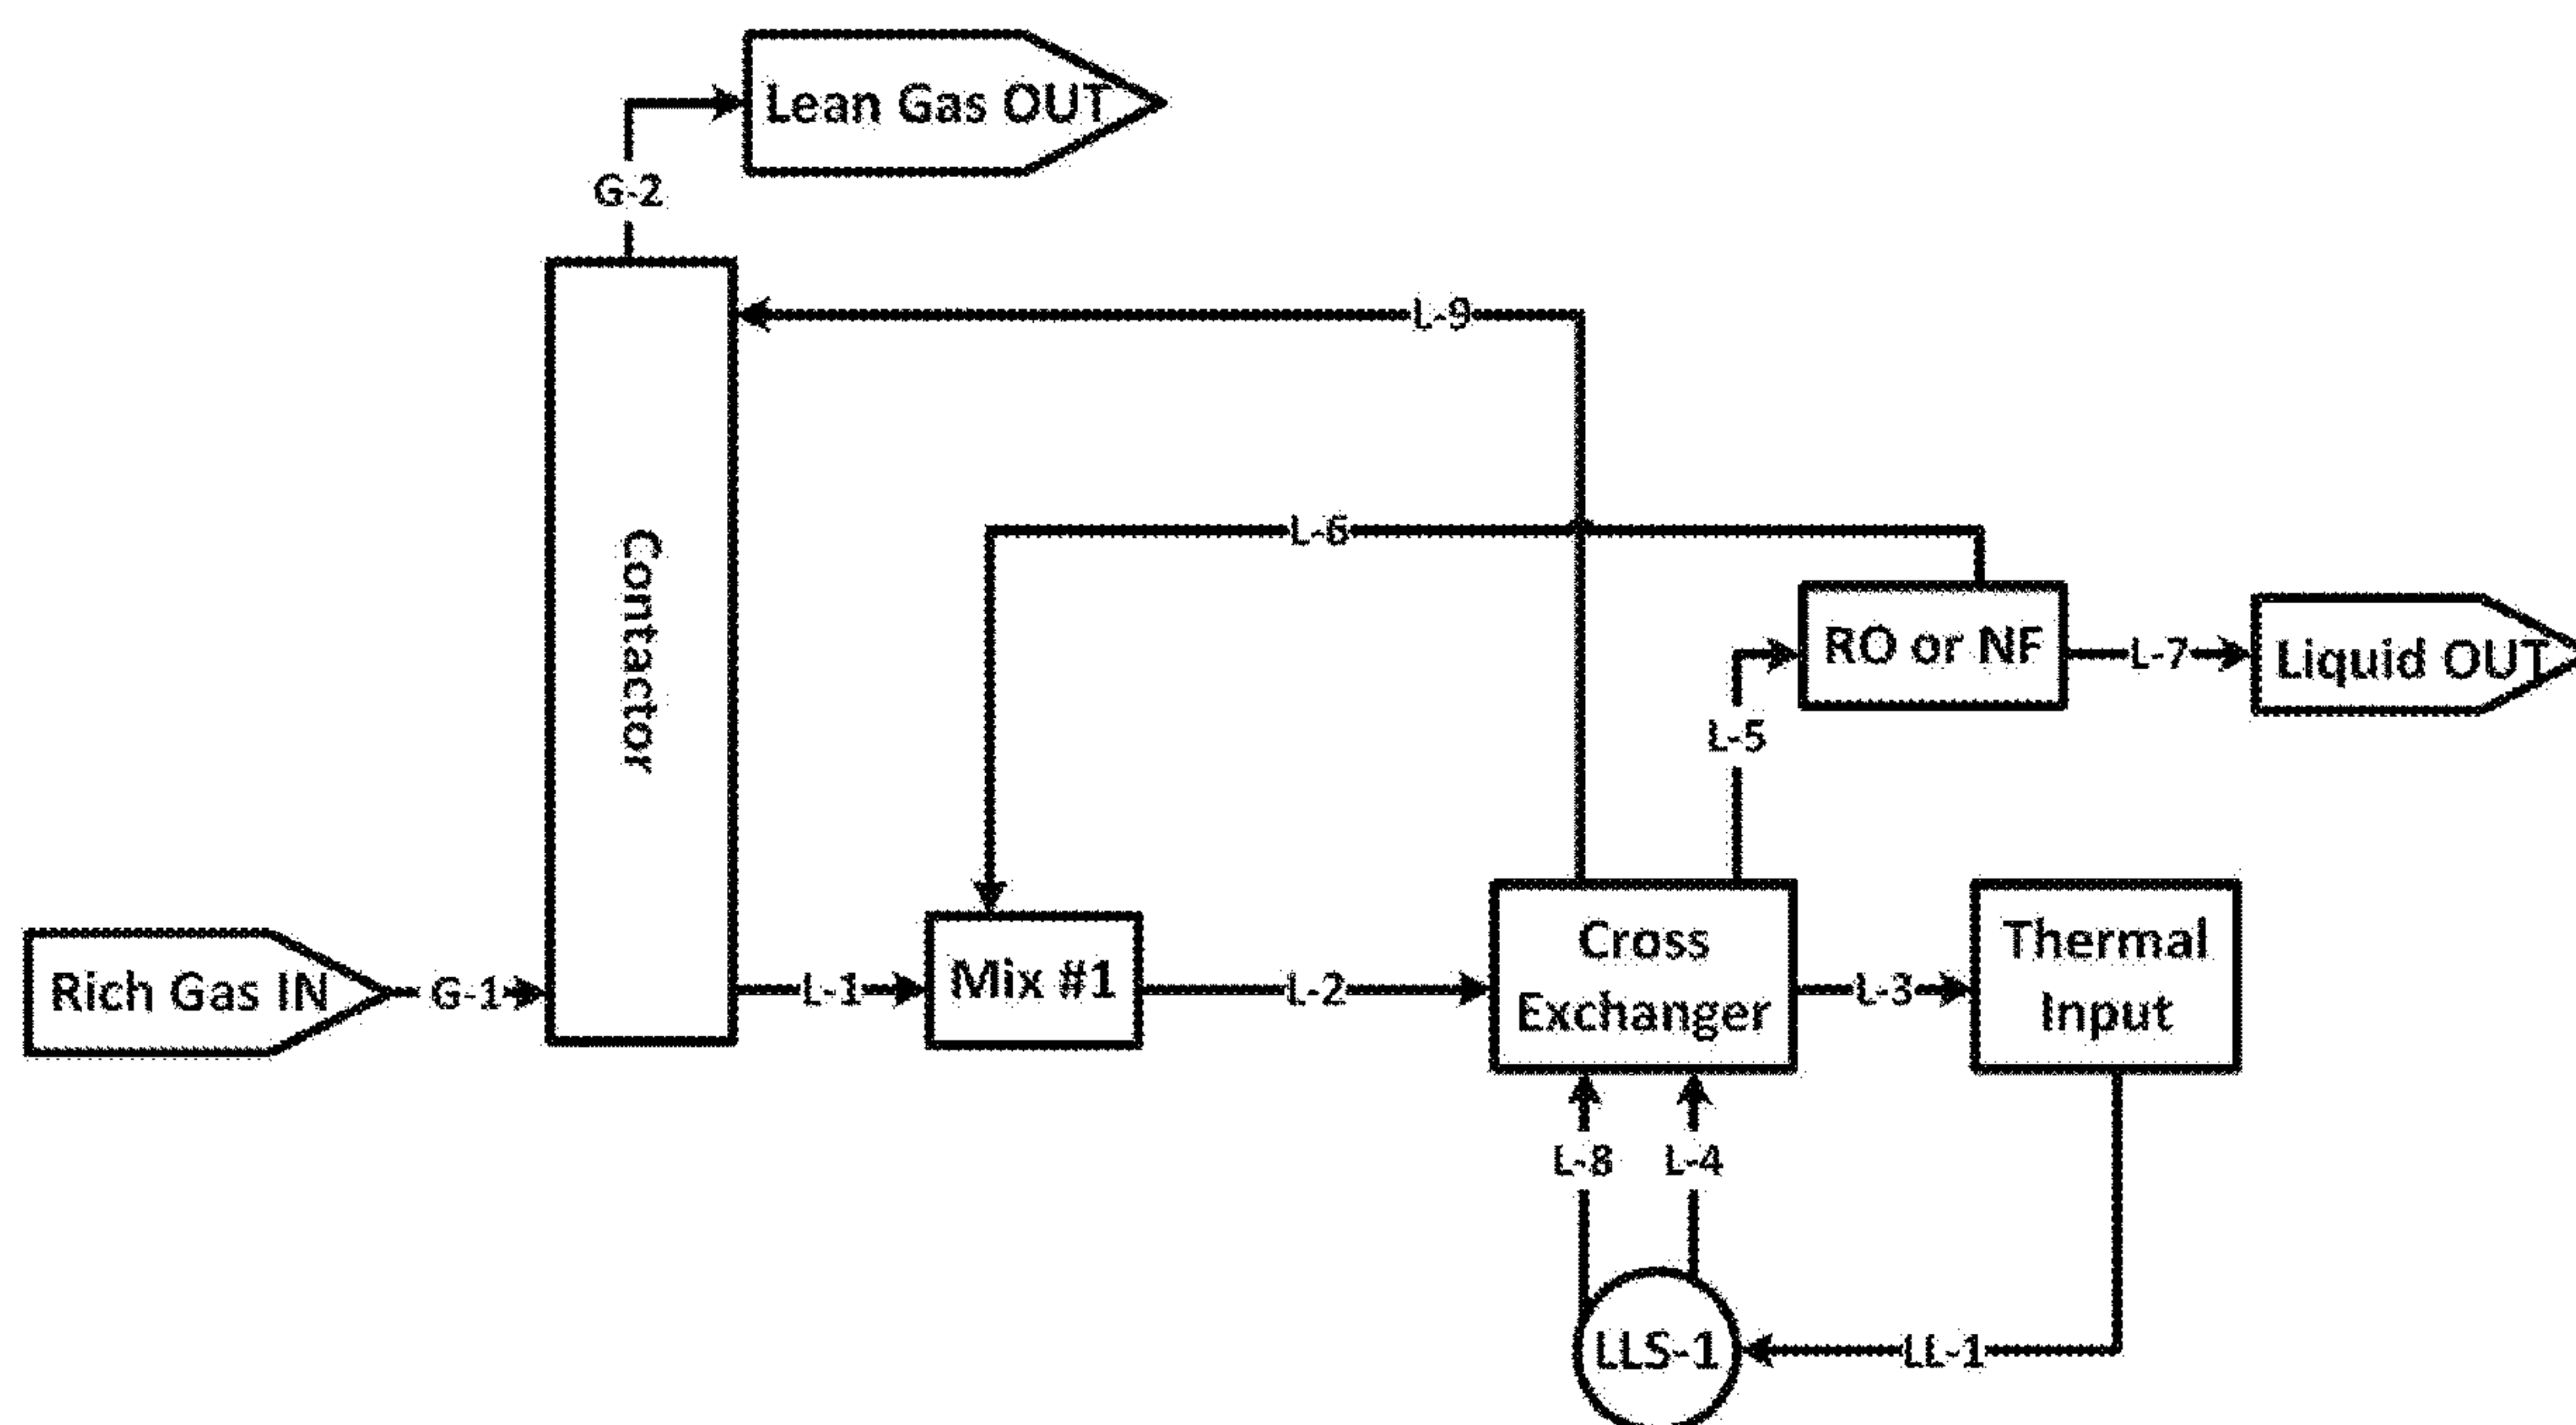 Lean Gas OUT
G-2
L-9
L-6
Contactor
RO or NF
L-7
Liquid OUT
L-5
Rich Gas IN
G-1
L-1
Mix #1
L-2
Cross
Exchanger
L-3
Thermal
Input
L-8
L-4
LLS-1
LL-1